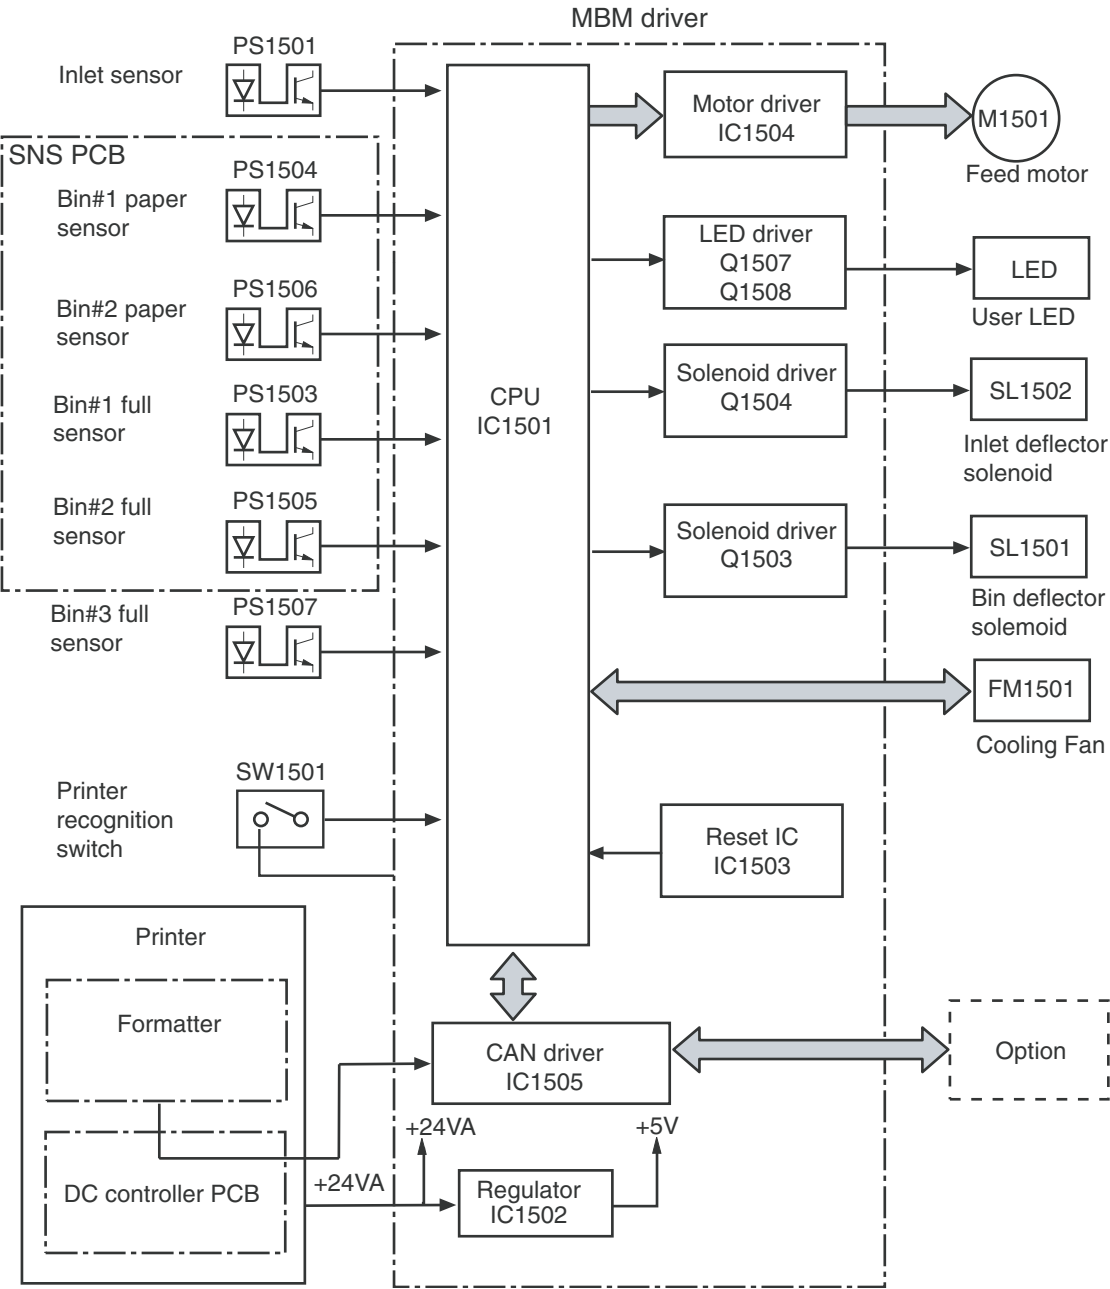 MBM driver
PS1501
Inlet sensor
SNS PCB
PS1504
Bin#1 paper
sensor
PS1506
Bin#2 paper
sensor
PS1503
Bin#1 full
sensor
PS1505
Bin#2 full
sensor
PS1507
Bin#3 full
sensor
SW1501
Printer
recognition
switch
CPU
IC1501
Motor driver
IC1504
M1501
Feed motor
LED driver
Q1507
Q1508
LED
User LED
Solenoid driver
Q1504
SL1502
Inlet deflector
solenoid
Solenoid driver
Q1503
SL1501
Bin deflector
solemoid
FM1501
Cooling Fan
Reset IC
IC1503
Printer
Formatter
DC controller PCB
CAN driver
IC1505
Option
+24VA
+5V
+24VA
Regulator
IC1502